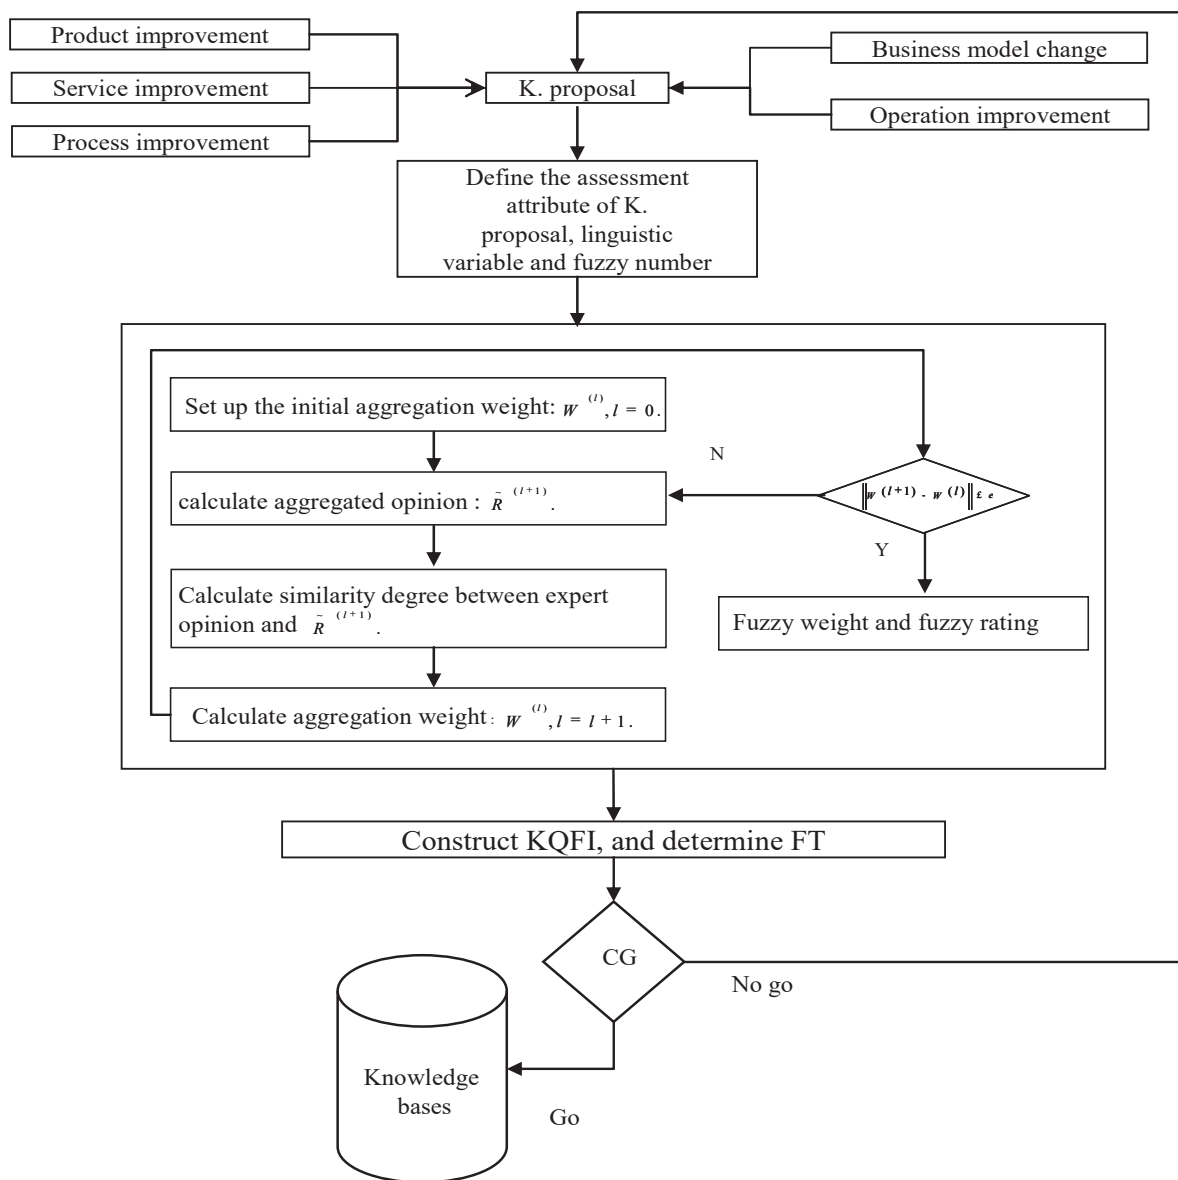 Product improvement
Service improvement
Process improvement
K. proposal
Business model change
Operation improvement
Define the assessment
attribute of K.
proposal, linguistic
variable and fuzzy number
Set up the initial aggregation weight: W^(l), l = 0.
calculate aggregated opinion : R̃^(l+1).
Calculate similarity degree between expert
opinion and R̃^(l+1).
Calculate aggregation weight: W^(l), l = l + 1.
N
‖W^(l+1) - W^(l)‖ £ e
Y
Fuzzy weight and fuzzy rating
Construct KQFI, and determine FT
CG
No go
Knowledge
bases
Go